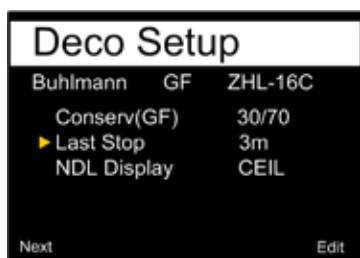 Deco Setup
Buhlmann GF ZHL-16C
Conserv(GF) 30/70
Last Stop 3m
NDL Display CEIL
Next Edit